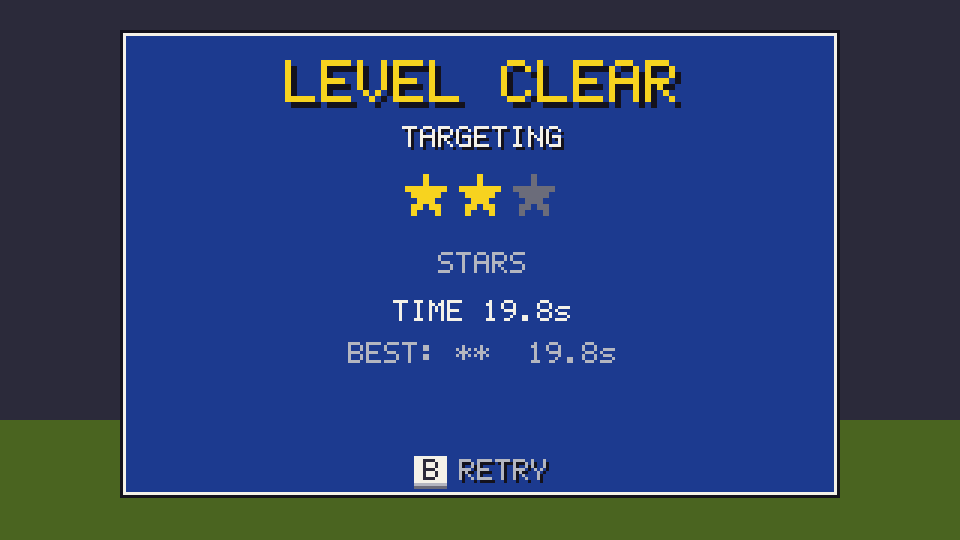 LEVEL CLEAR
TARGETING
STARS
TIME 19.8s
BEST: ** 19.8s
B RETRY